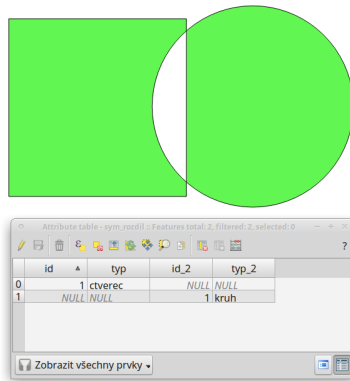 Attribute table - sym_rozdil :: Features total: 2, filtered: 2, selected: 0
?
id typ id_2 typ_2
0 1 ctverec NULL NULL
1 NULL NULL 1 kruh
Zobrazit všechny prvky